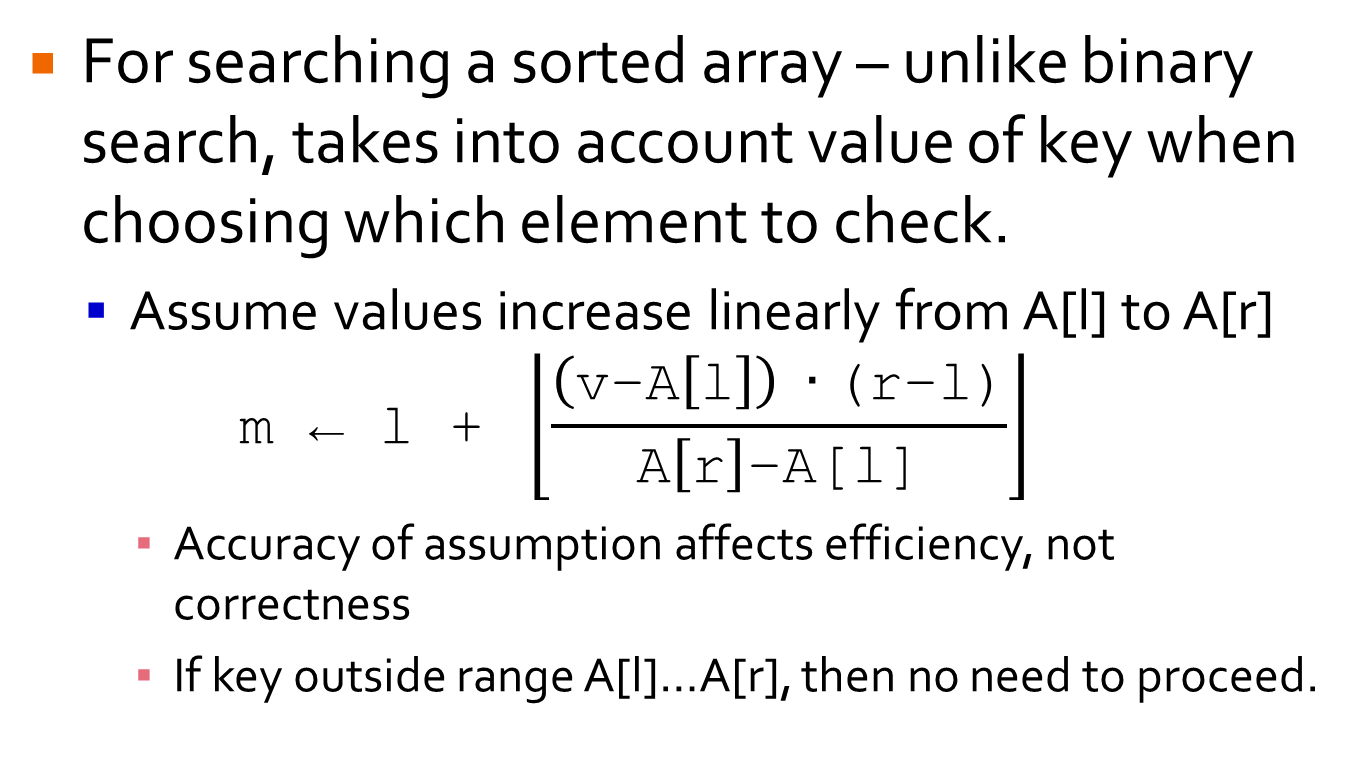 ▪ For searching a sorted array – unlike binary
search, takes into account value of key when
choosing which element to check.
▪ Assume values increase linearly from A[l] to A[r]
m ← l + ⌊((v−A[l]) · (r−l)) / (A[r]−A[l])⌋
▪ Accuracy of assumption affects efficiency, not
correctness
▪ If key outside range A[l]...A[r], then no need to proceed.